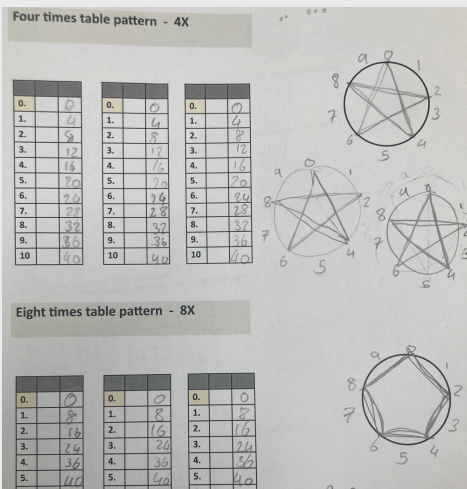 Four times table pattern - 4X
0. 0 0. 0 0. 0
1. 4 1. 4 1. 4
2. 8 2. 8 2. 8
3. 12 3. 12 3. 12
4. 16 4. 16 4. 16
5. 20 5. 20 5. 20
6. 24 6. 24 6. 24
7. 28 7. 28 7. 28
8. 32 8. 32 8. 32
9. 36 9. 36 9. 36
10 40 10 40 10 40
0 1 2 3 4 5 6 7 8 9
0 1 2 4 5 6 7 8 9
0 1 4 5 6 7 8 9
Eight times table pattern - 8X
0. 0 0. 0 0. 0
1. 8 1. 8 1. 8
2. 16 2. 16 2. 16
3. 24 3. 24 3. 24
4. 36 4. 36 4. 36
5. 40 5. 40 5. 40
0 1 2 3 4 5 6 7 8 9